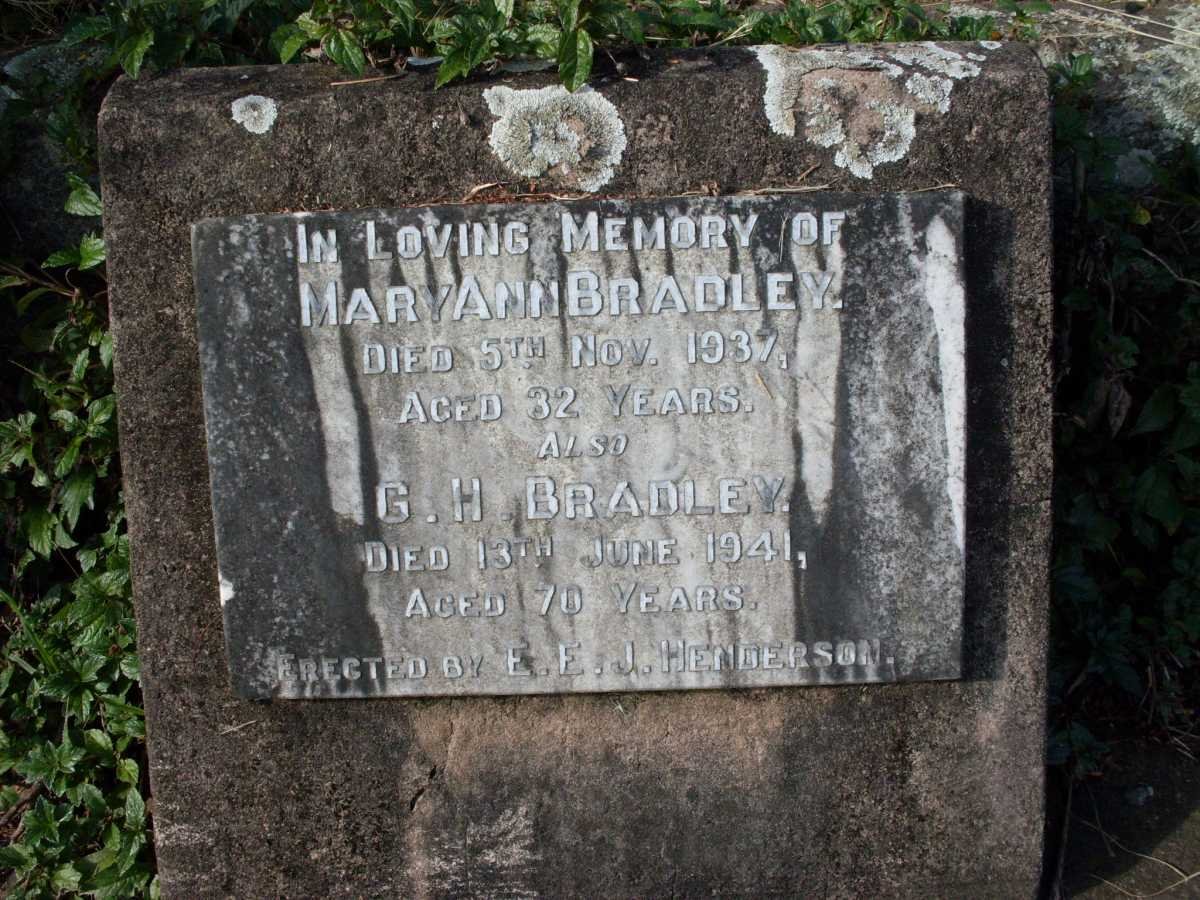 In Loving Memory of
Mary Ann Bradley.
Died 5th Nov. 1937,
Aged 32 Years.
Also
G. H. Bradley.
Died 13th June 1941,
Aged 70 Years.
Erected by E. E. J. Henderson.